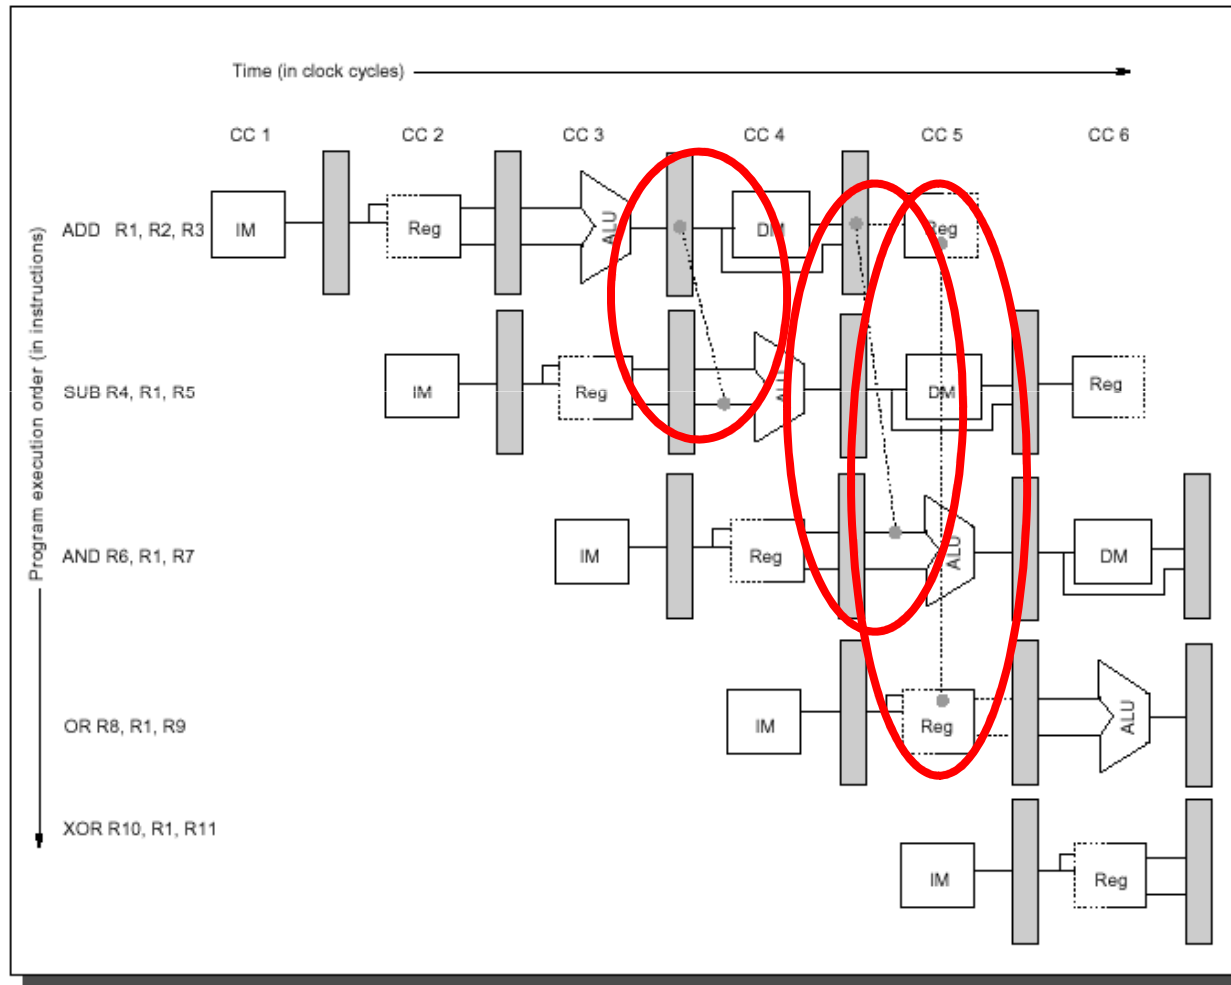 Time (in clock cycles)
CC 1 CC 2 CC 3 CC 4 CC 5 CC 6
Program execution order (in instructions)
ADD R1, R2, R3 IM Reg ALU DM Reg
SUB R4, R1, R5 IM Reg ALU DM Reg
AND R6, R1, R7 IM Reg ALU DM
OR R8, R1, R9 IM Reg ALU
XOR R10, R1, R11
IM Reg